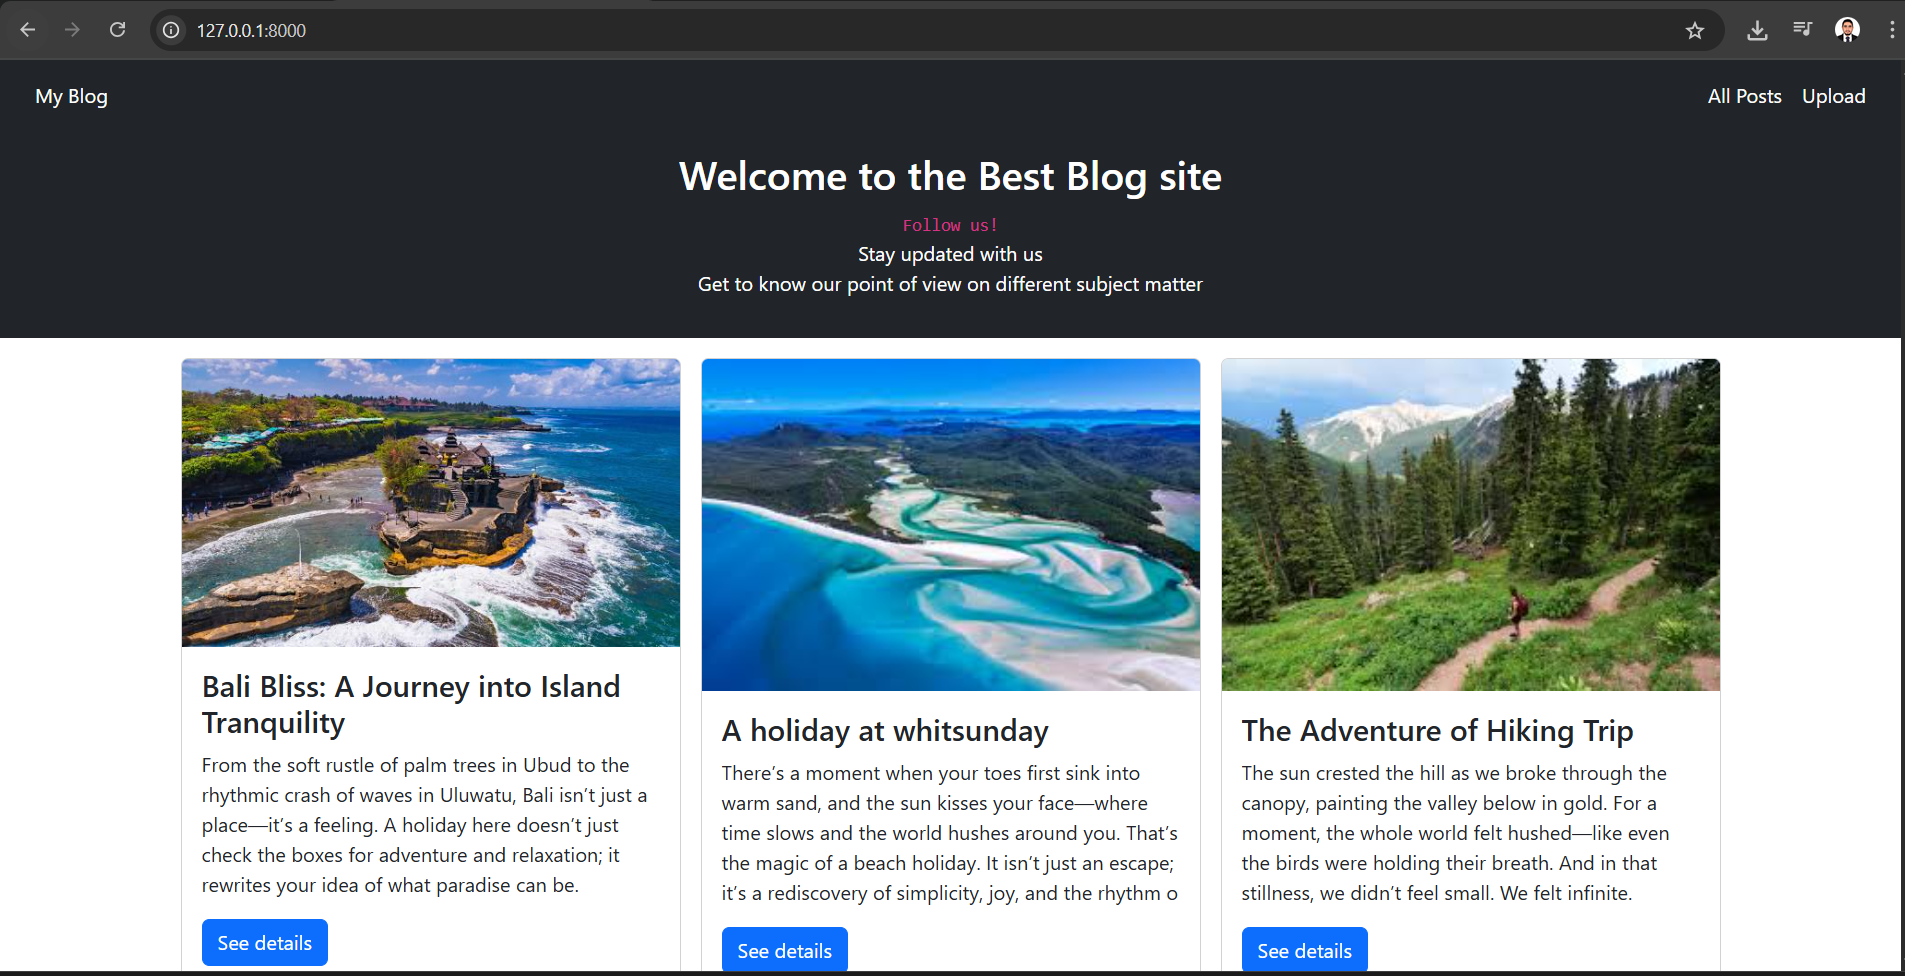 127.0.0.1:8000
My Blog
All Posts Upload
Welcome to the Best Blog site
Follow us!
Stay updated with us
Get to know our point of view on different subject matter
Bali Bliss: A Journey into Island
Tranquility
From the soft rustle of palm trees in Ubud to the
rhythmic crash of waves in Uluwatu, Bali isn’t just a
place—it’s a feeling. A holiday here doesn’t just
check the boxes for adventure and relaxation; it
rewrites your idea of what paradise can be.
See details
A holiday at whitsunday
There’s a moment when your toes first sink into
warm sand, and the sun kisses your face—where
time slows and the world hushes around you. That’s
the magic of a beach holiday. It isn’t just an escape;
it’s a rediscovery of simplicity, joy, and the rhythm o
See details
The Adventure of Hiking Trip
The sun crested the hill as we broke through the
canopy, painting the valley below in gold. For a
moment, the whole world felt hushed—like even
the birds were holding their breath. And in that
stillness, we didn’t feel small. We felt infinite.
See details